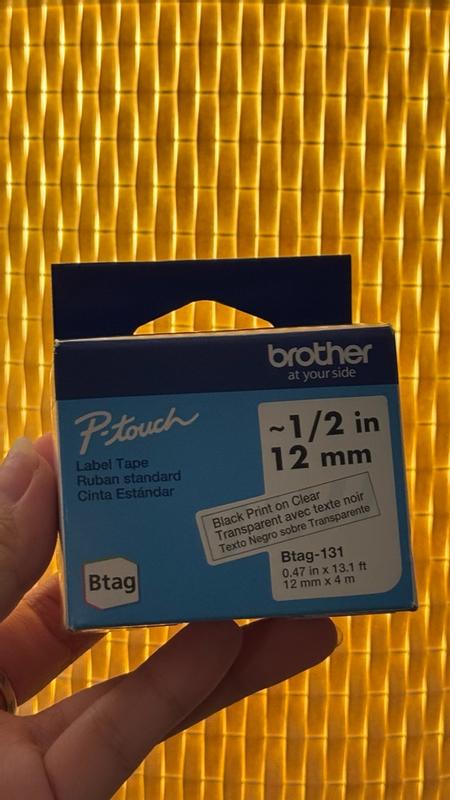 brother
at your side
P-touch
Label Tape
Ruban standard
Cinta Estándar
~1/2 in
12 mm
Black Print on Clear
Transparent avec texte noir
Texto Negro sobre Transparente
Btag-131
0.47 in x 13.1 ft
12 mm x 4 m
Btag